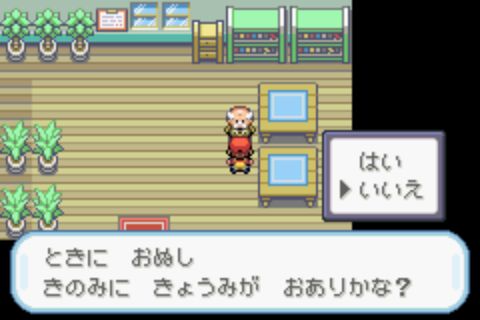 はい
▶いいえ
ときに　おぬし
きのみに　きょうみが　おありかな？